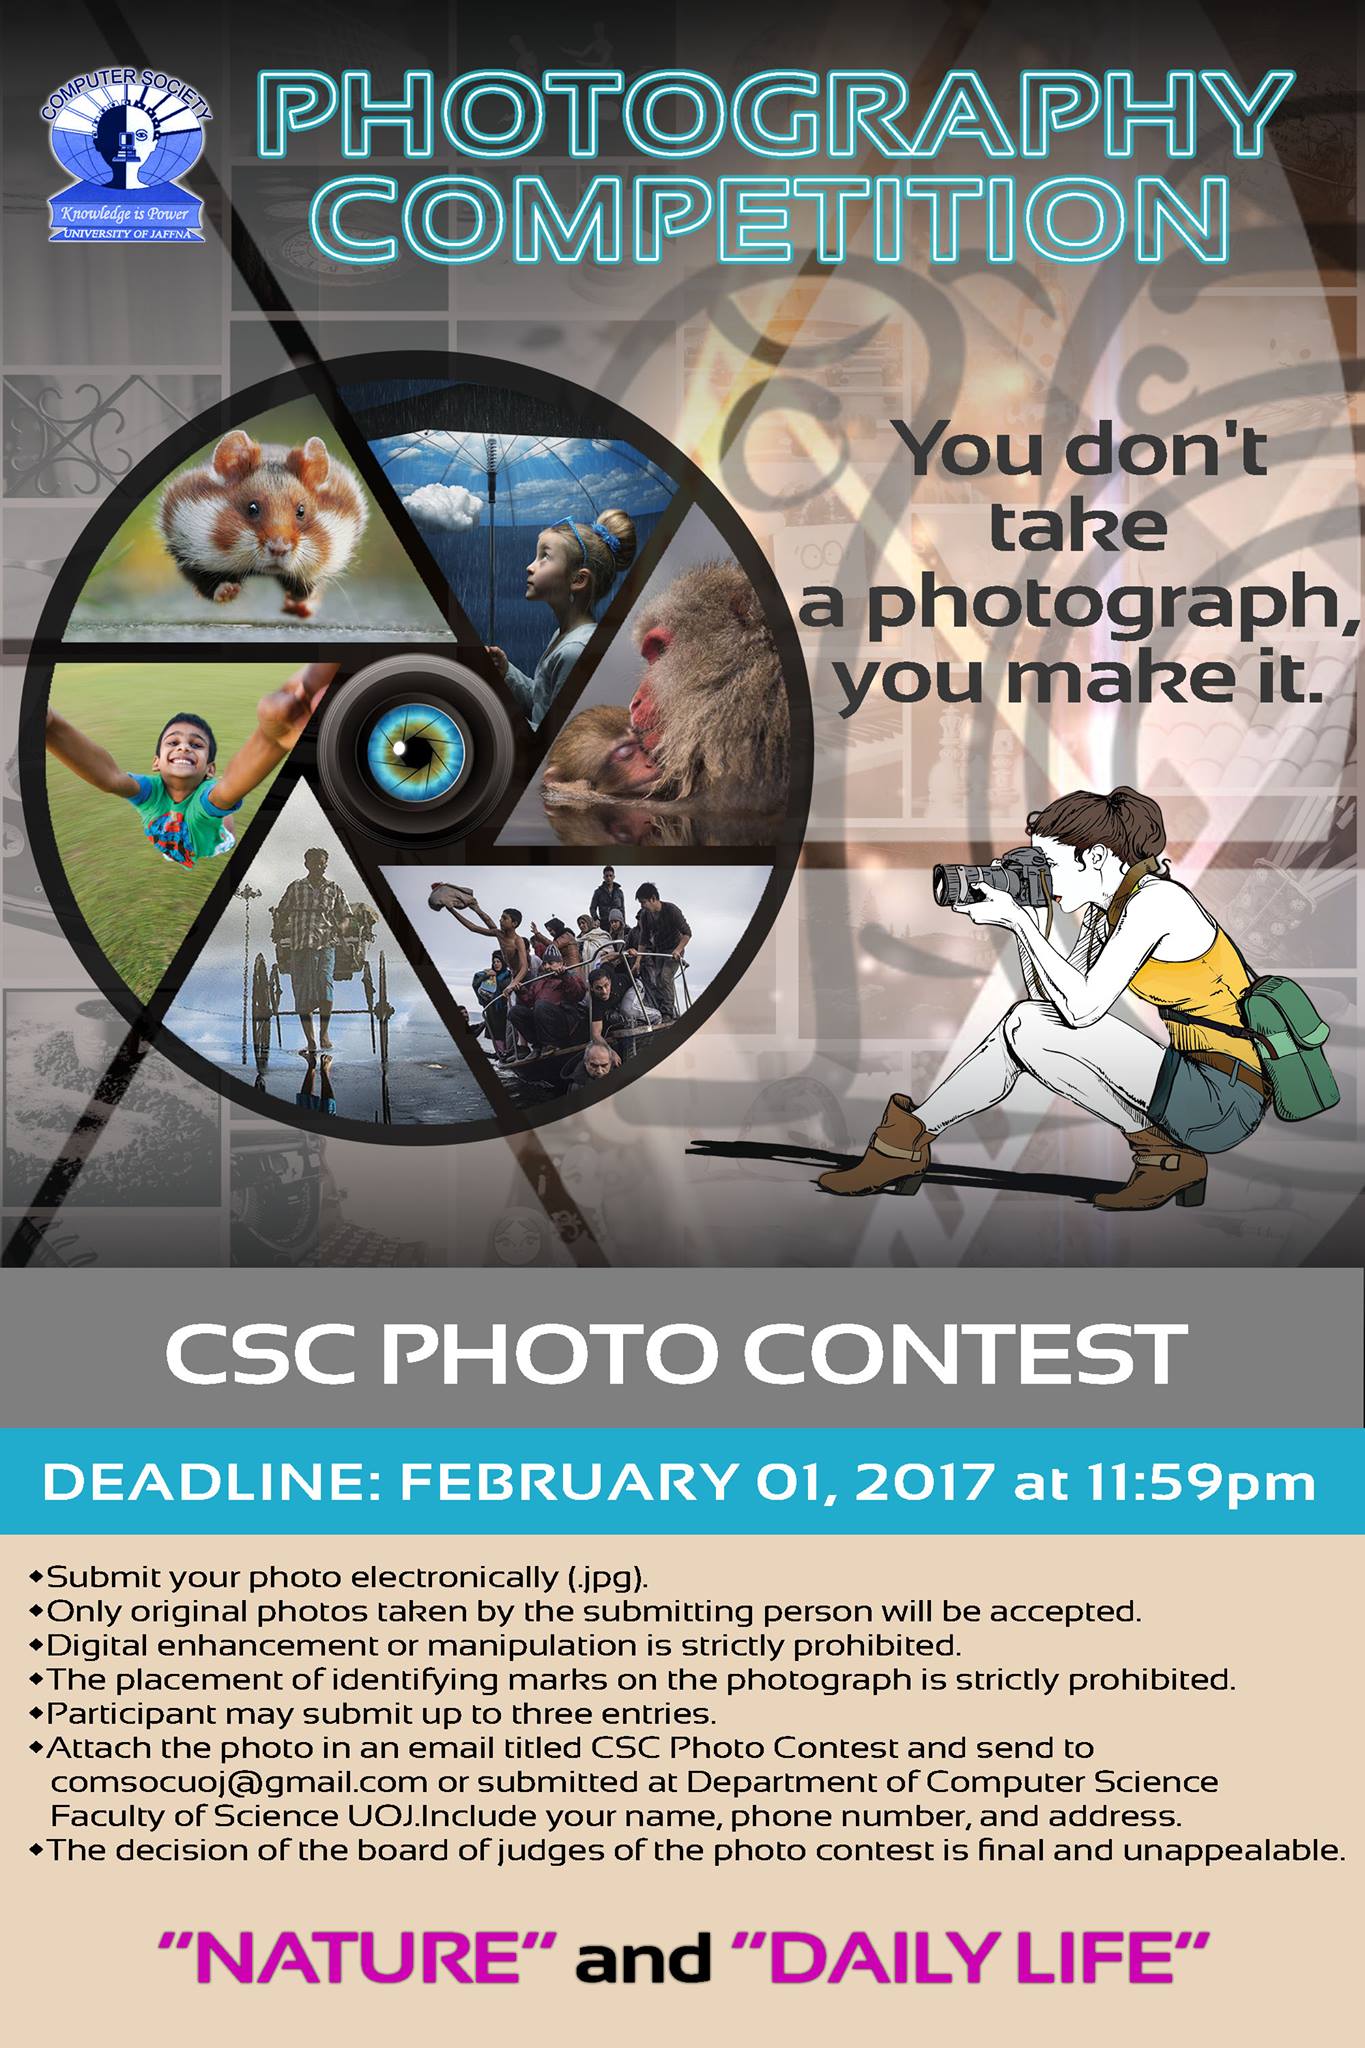 COMPUTER SOCIETY
Knowledge is Power
UNIVERSITY OF JAFFNA
PHOTOGRAPHY
COMPETITION
You don't
take
a photograph,
you make it.
CSC PHOTO CONTEST
DEADLINE: FEBRUARY 01, 2017 at 11:59pm
◆Submit your photo electronically (.jpg).
◆Only original photos taken by the submitting person will be accepted.
◆Digital enhancement or manipulation is strictly prohibited.
◆The placement of identifying marks on the photograph is strictly prohibited.
◆Participant may submit up to three entries.
◆Attach the photo in an email titled CSC Photo Contest and send to
comsocuoj@gmail.com or submitted at Department of Computer Science
Faculty of Science UOJ.Include your name, phone number, and address.
◆The decision of the board of judges of the photo contest is final and unappealable.
"NATURE" and "DAILY LIFE"